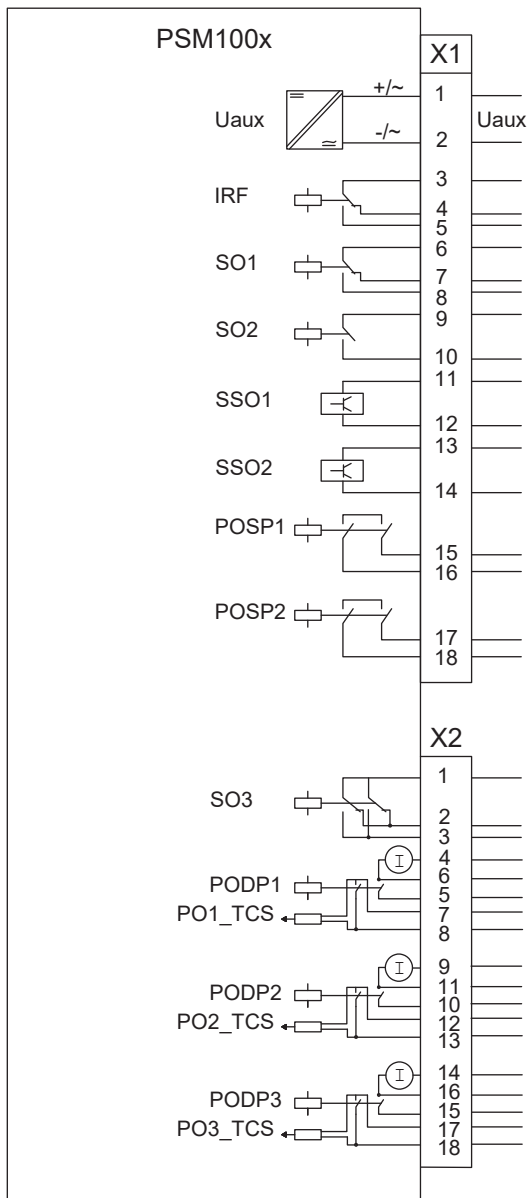 PSM100x
X1
+/~
1
Uaux
Uaux
-/~
2
3
IRF
4
5
6
SO1
7
8
9
SO2
10
11
SSO1
12
13
SSO2
14
POSP1
15
16
POSP2
17
18
X2
1
SO3
2
3
I
4
6
PODP1
5
7
PO1_TCS
8
I
9
11
PODP2
10
12
PO2_TCS
13
I
14
16
PODP3
15
17
PO3_TCS
18